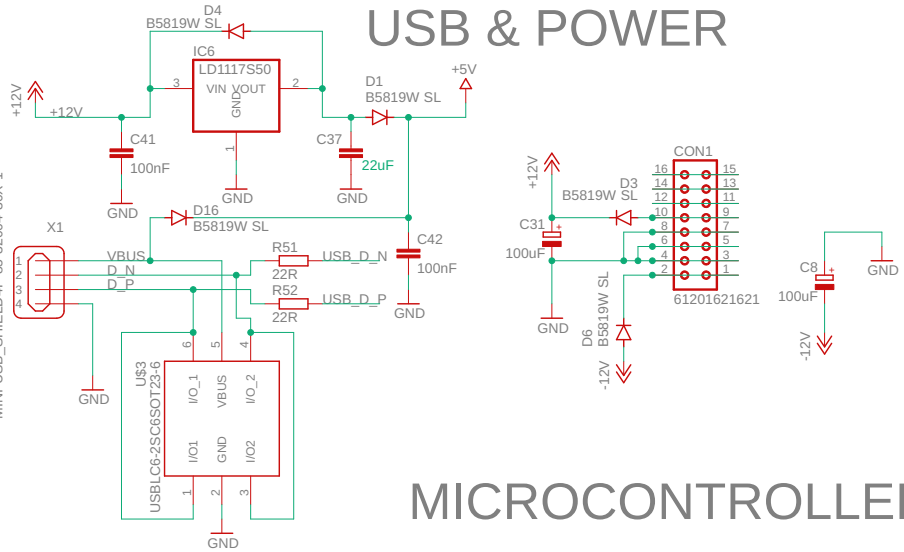 USB & POWER
D4
B5819W SL
IC6
LD1117S50
3
VIN VOUT
2
GND
1
GND
+12V
+12V
C41
100nF
GND
D1
B5819W SL
+5V
C37
22uF
GND
D16
B5819W SL
C42
100nF
GND
X1
1
2
3
4
VBUS
D_N
D_P
R51
22R
USB_D_N
R52
22R
USB_D_P
GND
U$3
USBLC6-2SC6SOT23-6
6
5
4
I/O_1
VBUS
I/O_2
I/O1
GND
I/O2
1
2
3
GND
CON1
16 15
14 13
12 11
10 9
8 7
6 5
4 3
2 1
61201621621
+12V
D3
B5819W SL
C31
+
100uF
GND
D6
B5819W SL
-12V
C8
+
100uF
GND
-12V
MICROCONTROLLE